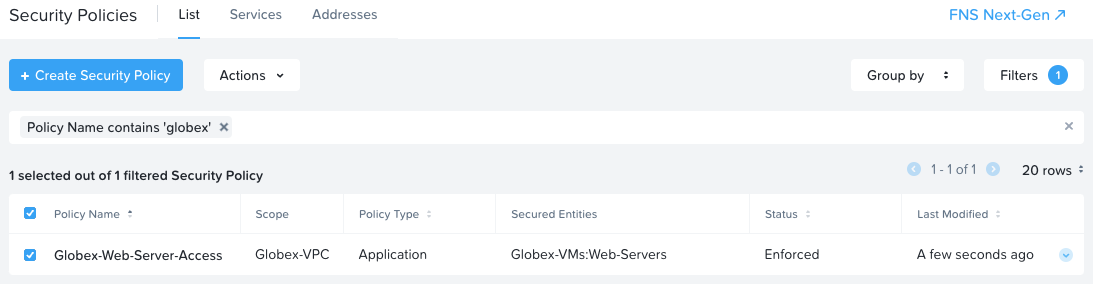 Security Policies List Services Addresses FNS Next-Gen ↗
+ Create Security Policy Actions Group by Filters 1
Policy Name contains 'globex' ×
1 selected out of 1 filtered Security Policy 1 - 1 of 1 20 rows
Policy Name Scope Policy Type Secured Entities Status Last Modified
Globex-Web-Server-Access Globex-VPC Application Globex-VMs:Web-Servers Enforced A few seconds ago